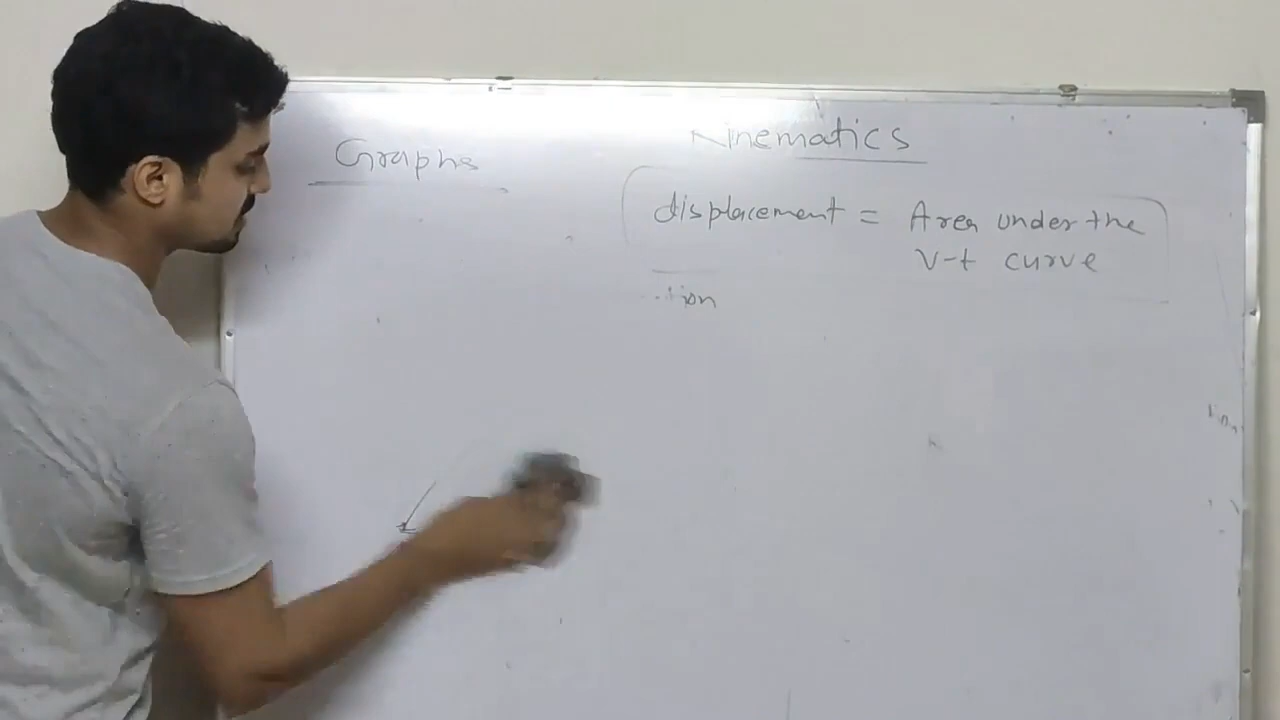 Graphs
Kinematics
displacement = Area under the
v-t curve
tion